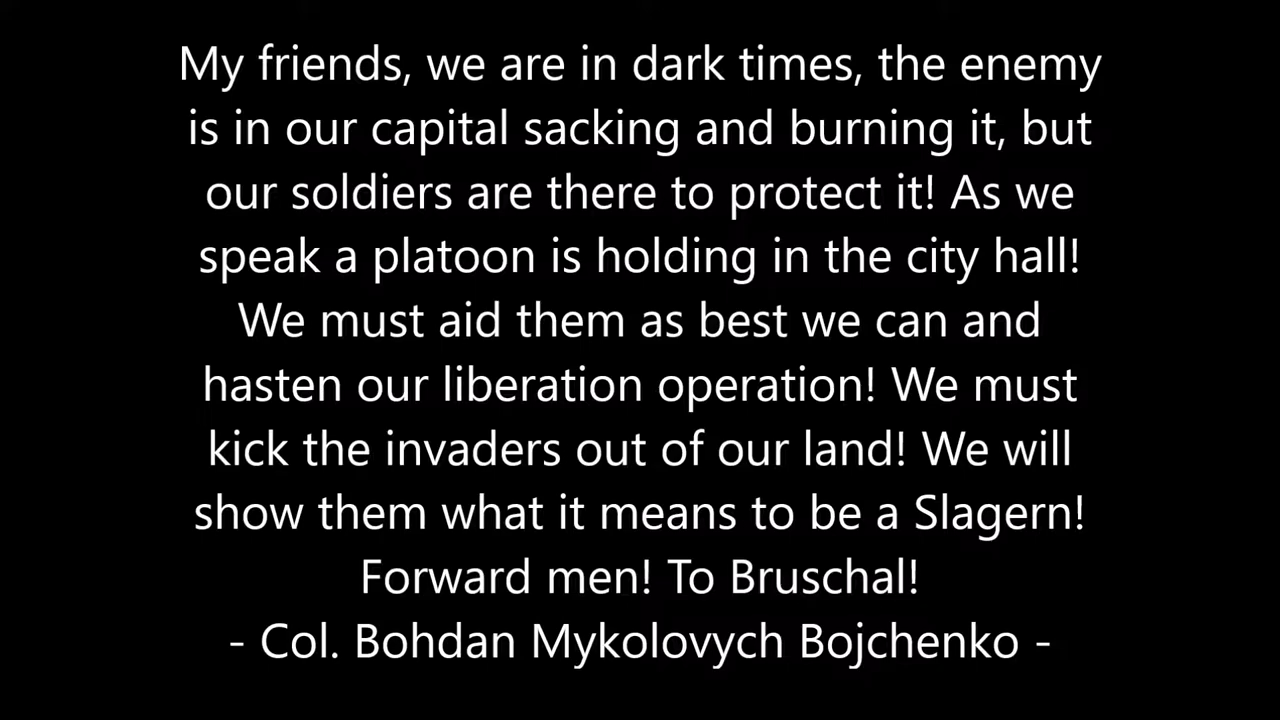 My friends, we are in dark times, the enemy
is in our capital sacking and burning it, but
our soldiers are there to protect it! As we
speak a platoon is holding in the city hall!
We must aid them as best we can and
hasten our liberation operation! We must
kick the invaders out of our land! We will
show them what it means to be a Slagern!
Forward men! To Bruschal!
- Col. Bohdan Mykolovych Bojchenko -